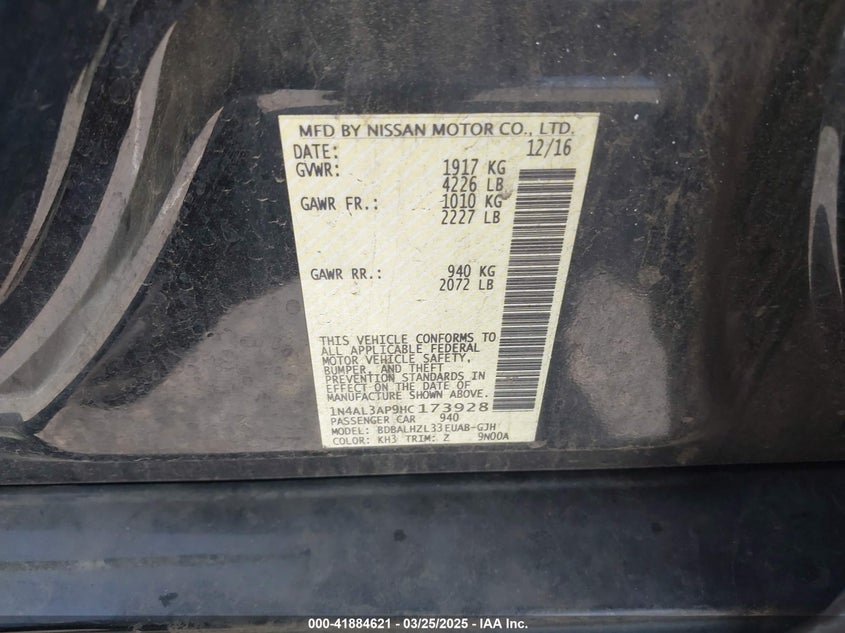 MFD BY NISSAN MOTOR CO., LTD.
DATE: 12/16
GVWR: 1917 KG
4226 LB
GAWR FR.: 1010 KG
2227 LB
GAWR RR.: 940 KG
2072 LB
THIS VEHICLE CONFORMS TO
ALL APPLICABLE FEDERAL
MOTOR VEHICLE SAFETY,
BUMPER, AND THEFT
PREVENTION STANDARDS IN
EFFECT ON THE DATE OF
MANUFACTURE SHOWN ABOVE.
1N4AL3AP9HC173928
PASSENGER CAR 940
MODEL: BDBALHZL33EUAB-GJH
COLOR: KH3 TRIM: Z 9N00A
000-41884621 - 03/25/2025 - IAA Inc.